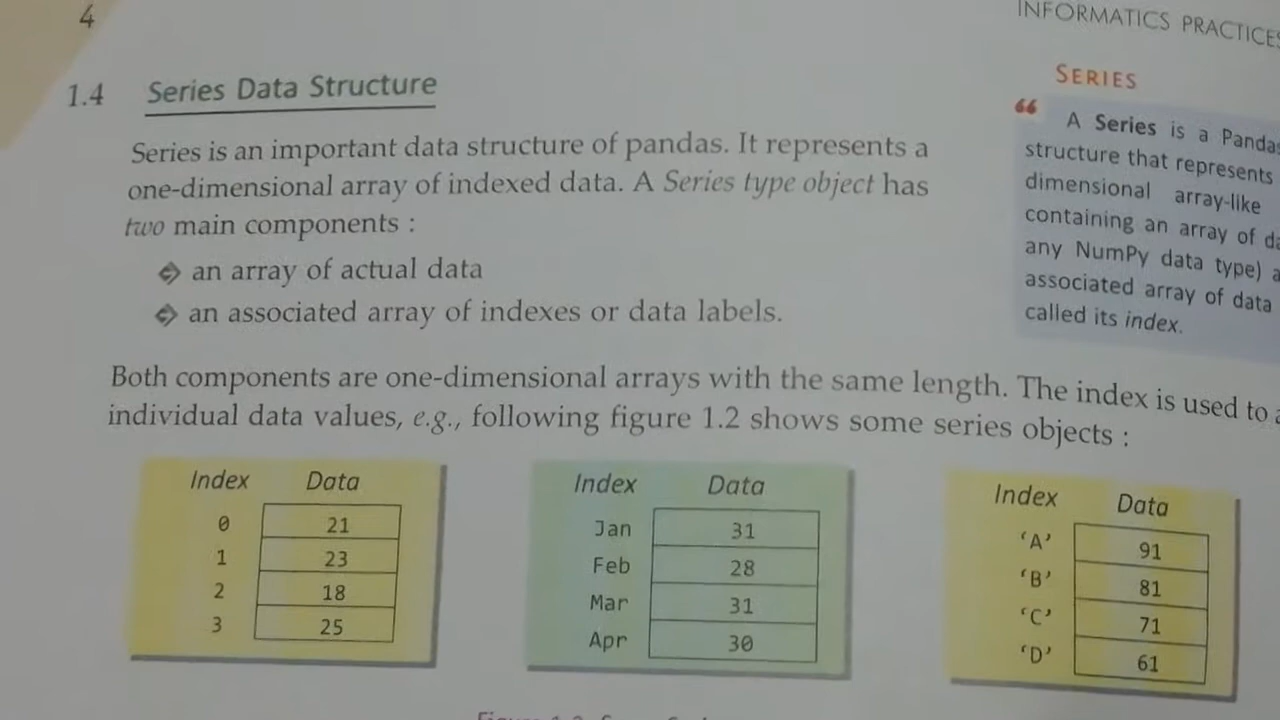 4
INFORMATICS PRACTICES
1.4 Series Data Structure
Series is an important data structure of pandas. It represents a
one-dimensional array of indexed data. A Series type object has
two main components :
an array of actual data
an associated array of indexes or data labels.
SERIES
“ A Series is a Pandas
structure that represents
dimensional array-like
containing an array of
any NumPy data type)
associated array of data
called its index.
Both components are one-dimensional arrays with the same length. The index is used to
individual data values, e.g., following figure 1.2 shows some series objects :
Index Data
0 21
1 23
2 18
3 25
Index Data
Jan 31
Feb 28
Mar 31
Apr 30
Index Data
‘A’ 91
‘B’ 81
‘C’ 71
‘D’ 61